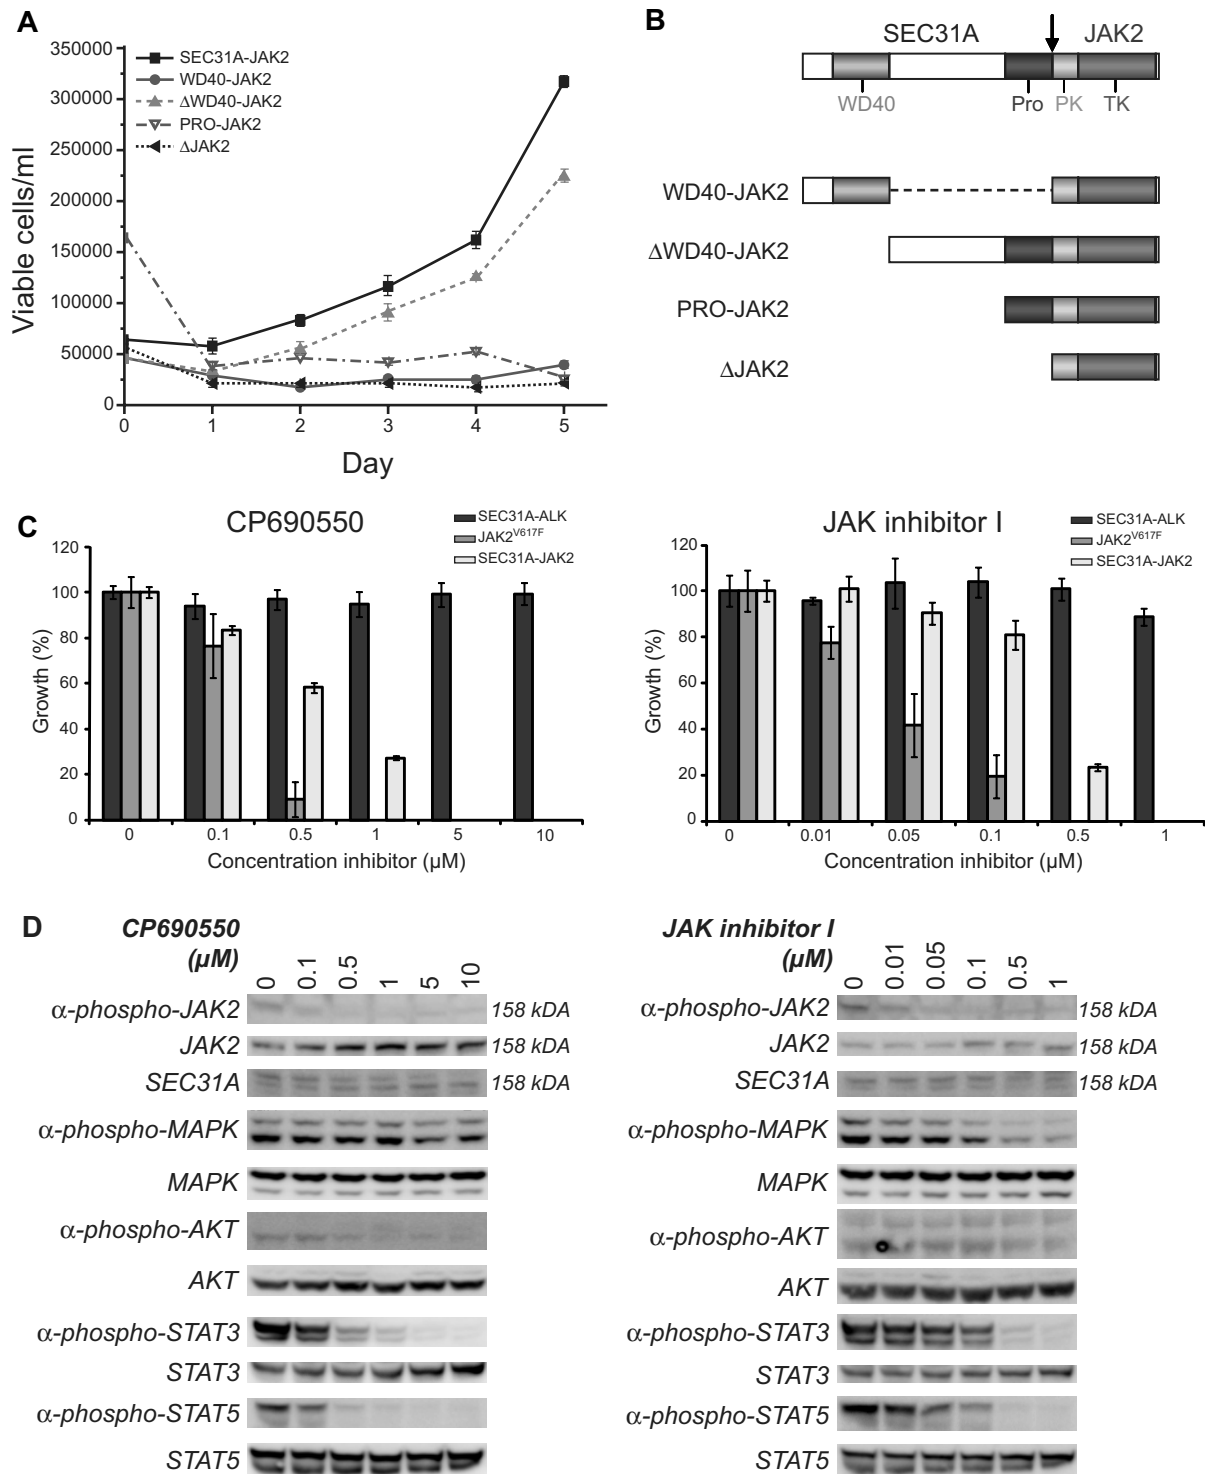 A
350000
300000
250000
200000
150000
100000
50000
0
Viable cells/ml
SEC31A-JAK2
WD40-JAK2
ΔWD40-JAK2
PRO-JAK2
ΔJAK2
0 1 2 3 4 5
Day
B
SEC31A JAK2
WD40 Pro PK TK
WD40-JAK2
ΔWD40-JAK2
PRO-JAK2
ΔJAK2
C
CP690550
SEC31A-ALK
JAK2V617F
SEC31A-JAK2
120
100
80
60
40
20
0
Growth (%)
0 0.1 0.5 1 5 10
Concentration inhibitor (µM)
JAK inhibitor I
SEC31A-ALK
JAK2V617F
SEC31A-JAK2
120
100
80
60
40
20
0
Growth (%)
0 0.01 0.05 0.1 0.5 1
Concentration inhibitor (µM)
D
CP690550
(µM)
0 0.1 0.5 1 5 10
α-phospho-JAK2 158 kDA
JAK2 158 kDA
SEC31A 158 kDA
α-phospho-MAPK
MAPK
α-phospho-AKT
AKT
α-phospho-STAT3
STAT3
α-phospho-STAT5
STAT5
JAK inhibitor I
(µM)
0 0.01 0.05 0.1 0.5 1
α-phospho-JAK2 158 kDA
JAK2 158 kDA
SEC31A 158 kDA
α-phospho-MAPK
MAPK
α-phospho-AKT
AKT
α-phospho-STAT3
STAT3
α-phospho-STAT5
STAT5